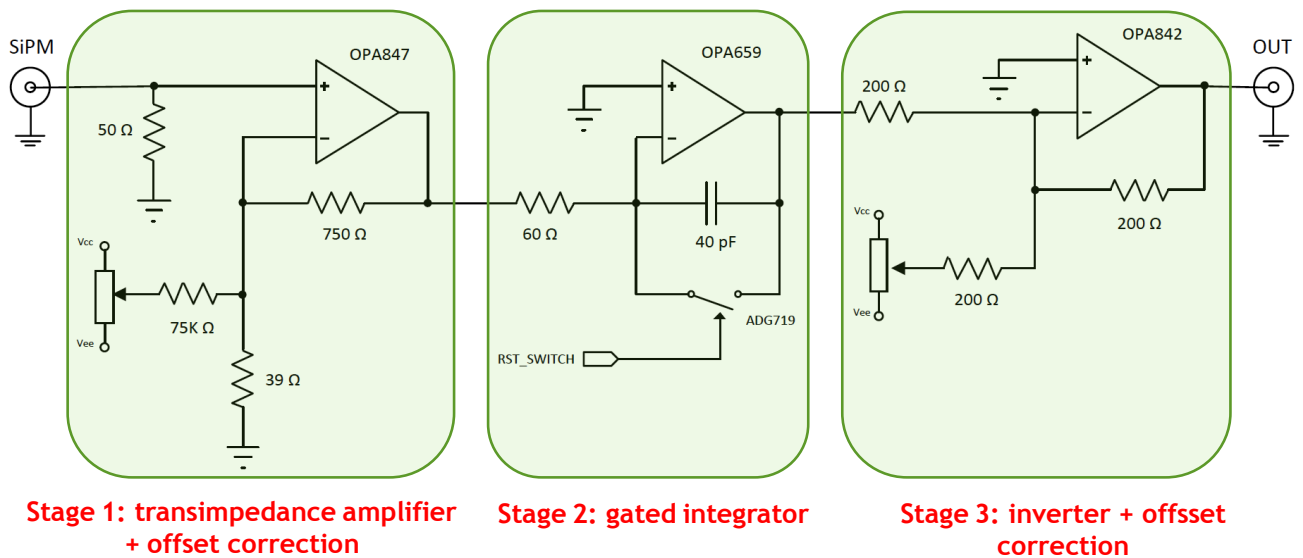 SiPM
OPA847
OPA659
OPA842
OUT
50 Ω
+
−
750 Ω
Vcc
75K Ω
Vee
39 Ω
+
−
60 Ω
40 pF
ADG719
RST_SWITCH
200 Ω
+
−
200 Ω
Vcc
200 Ω
Vee
Stage 1: transimpedance amplifier
+ offset correction
Stage 2: gated integrator
Stage 3: inverter + offsset
correction